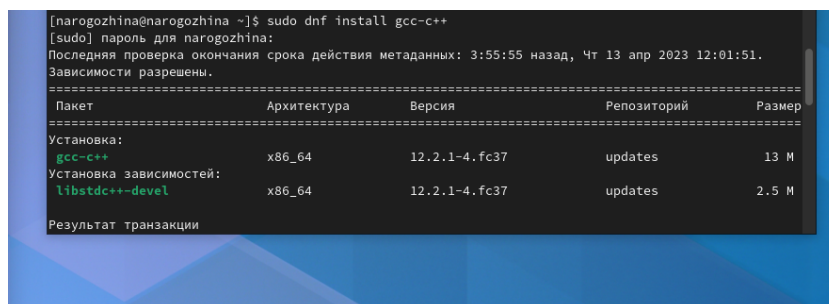 [narogozhina@narogozhina ~]$ sudo dnf install gcc-c++
[sudo] пароль для narogozhina:
Последняя проверка окончания срока действия метаданных: 3:55:55 назад, Чт 13 апр 2023 12:01:51.
Зависимости разрешены.
================================================================================
Пакет Архитектура Версия Репозиторий Размер
================================================================================
Установка:
gcc-c++ x86_64 12.2.1-4.fc37 updates 13 M
Установка зависимостей:
libstdc++-devel x86_64 12.2.1-4.fc37 updates 2.5 M
Результат транзакции